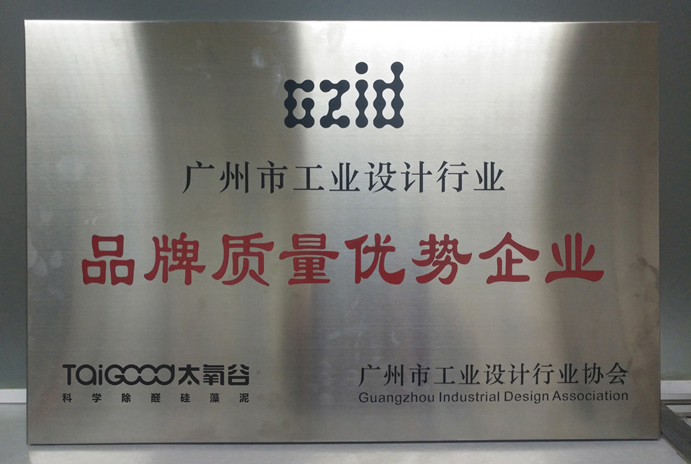 gzid
广州市工业设计行业
品牌质量优势企业
TAiGOOD太氧谷
科学除醛硅藻泥
广州市工业设计行业协会
Guangzhou Industrial Design Association